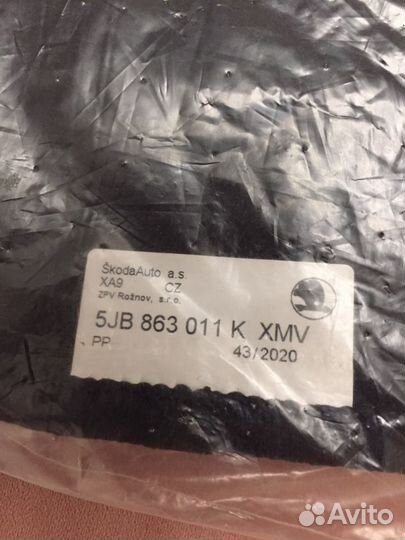 ŠkodaAuto a.s.
XA9 CZ
ZPV Rožnov, s.r.o.
5JB 863 011 K XMV
PP 43/2020
Avito